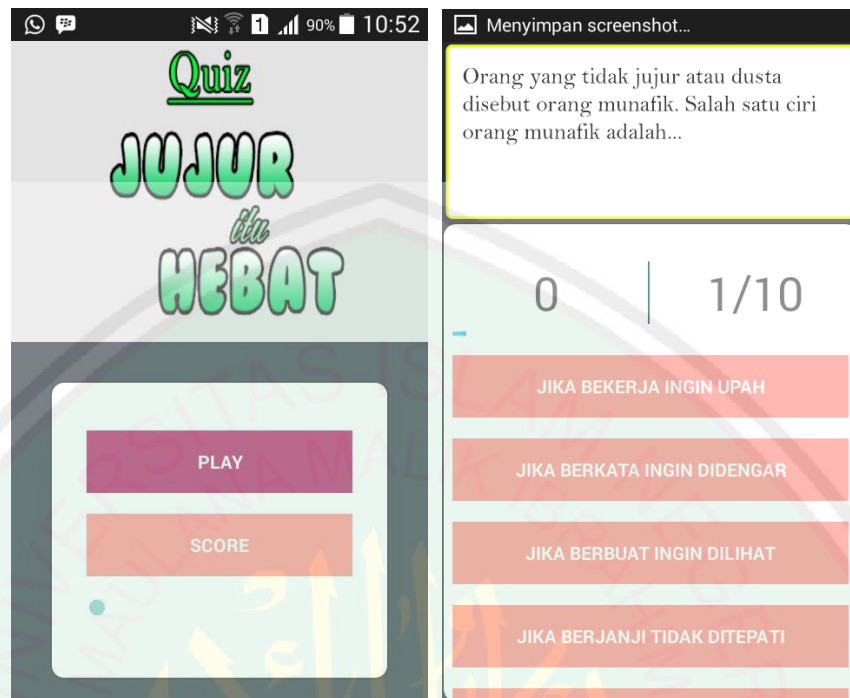 1 90% 10:52
Quiz
JUJUR
itu
HEBAT
PLAY
SCORE
Menyimpan screenshot...
Orang yang tidak jujur atau dusta
disebut orang munafik. Salah satu ciri
orang munafik adalah...
0 1/10
JIKA BEKERJA INGIN UPAH
JIKA BERKATA INGIN DIDENGAR
JIKA BERBUAT INGIN DILIHAT
JIKA BERJANJI TIDAK DITEPATI